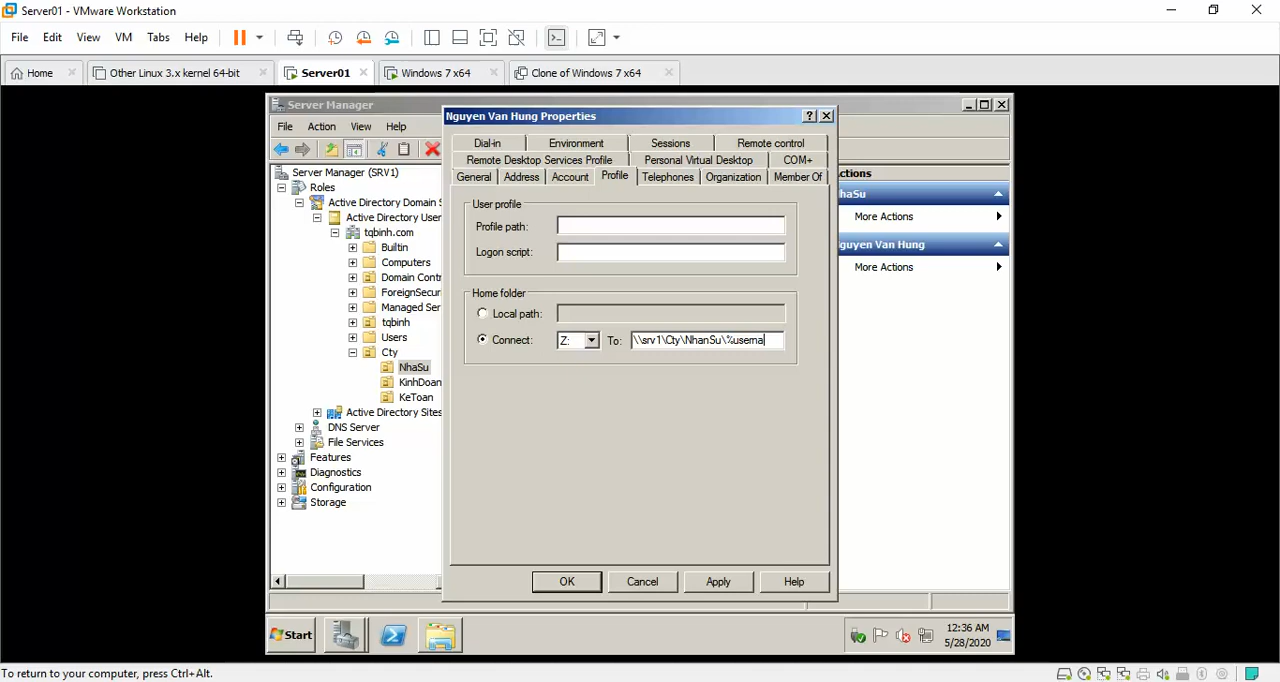 Server01 - VMware Workstation
File Edit View VM Tabs Help
Home Other Linux 3.x kernel 64-bit Server01 Windows 7 x64 Clone of Windows 7 x64
Server Manager
File Action View Help
Server Manager (SRV1)
Roles
Active Directory Domain S
Active Directory User
tqbinh.com
Builtin
Computers
Domain Contr
ForeignSecur
Managed Ser
tqbinh
Users
Cty
NhaSu
KinhDoan
KeToan
Active Directory Sites
DNS Server
File Services
Features
Diagnostics
Configuration
Storage
Nguyen Van Hung Properties
Dial-in Environment Sessions Remote control
Remote Desktop Services Profile Personal Virtual Desktop COM+
General Address Account Profile Telephones Organization Member Of
User profile
Profile path:
Logon script:
Home folder
Local path:
Connect: Z: To: \\srv1\Cty\NhanSu\%userna
OK Cancel Apply Help
ctions
haSu
More Actions
guyen Van Hung
More Actions
Start
12:36 AM
5/28/2020
To return to your computer, press Ctrl+Alt.